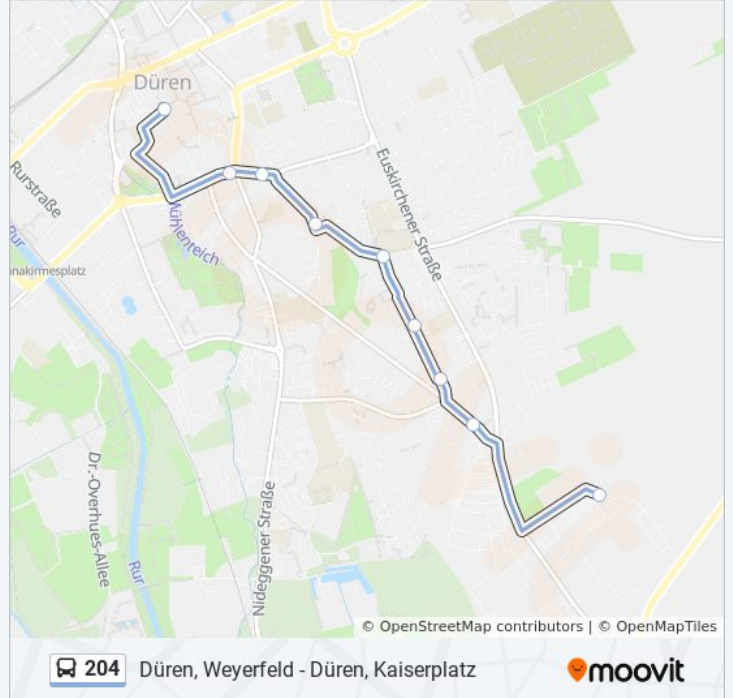 Düren
Rurstraße
Euskirchener Straße
Mühlenteich
Rur
nnakirmesplatz
Dr.-Overhues-Allee
Nideggener Straße
Rur
© OpenStreetMap contributors | © OpenMapTiles
204 Düren, Weyerfeld - Düren, Kaiserplatz moovit